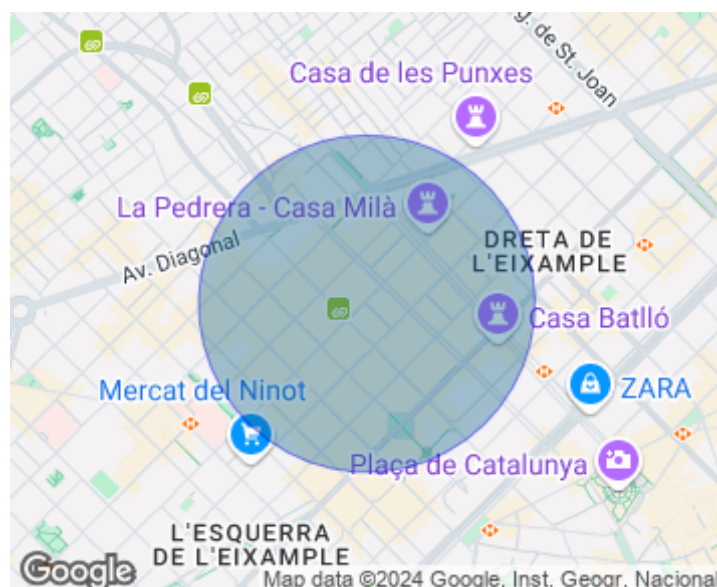 g. de St. Joan
Casa de les Punxes
La Pedrera - Casa Milà
DRETA DE
L'EIXAMPLE
Av. Diagonal
Casa Batlló
Mercat del Ninot
ZARA
Plaça de Catalunya
L'ESQUERRA
DE L'EIXAMPLE
Google
Map data ©2024 Google, Inst. Geogr. Nacional